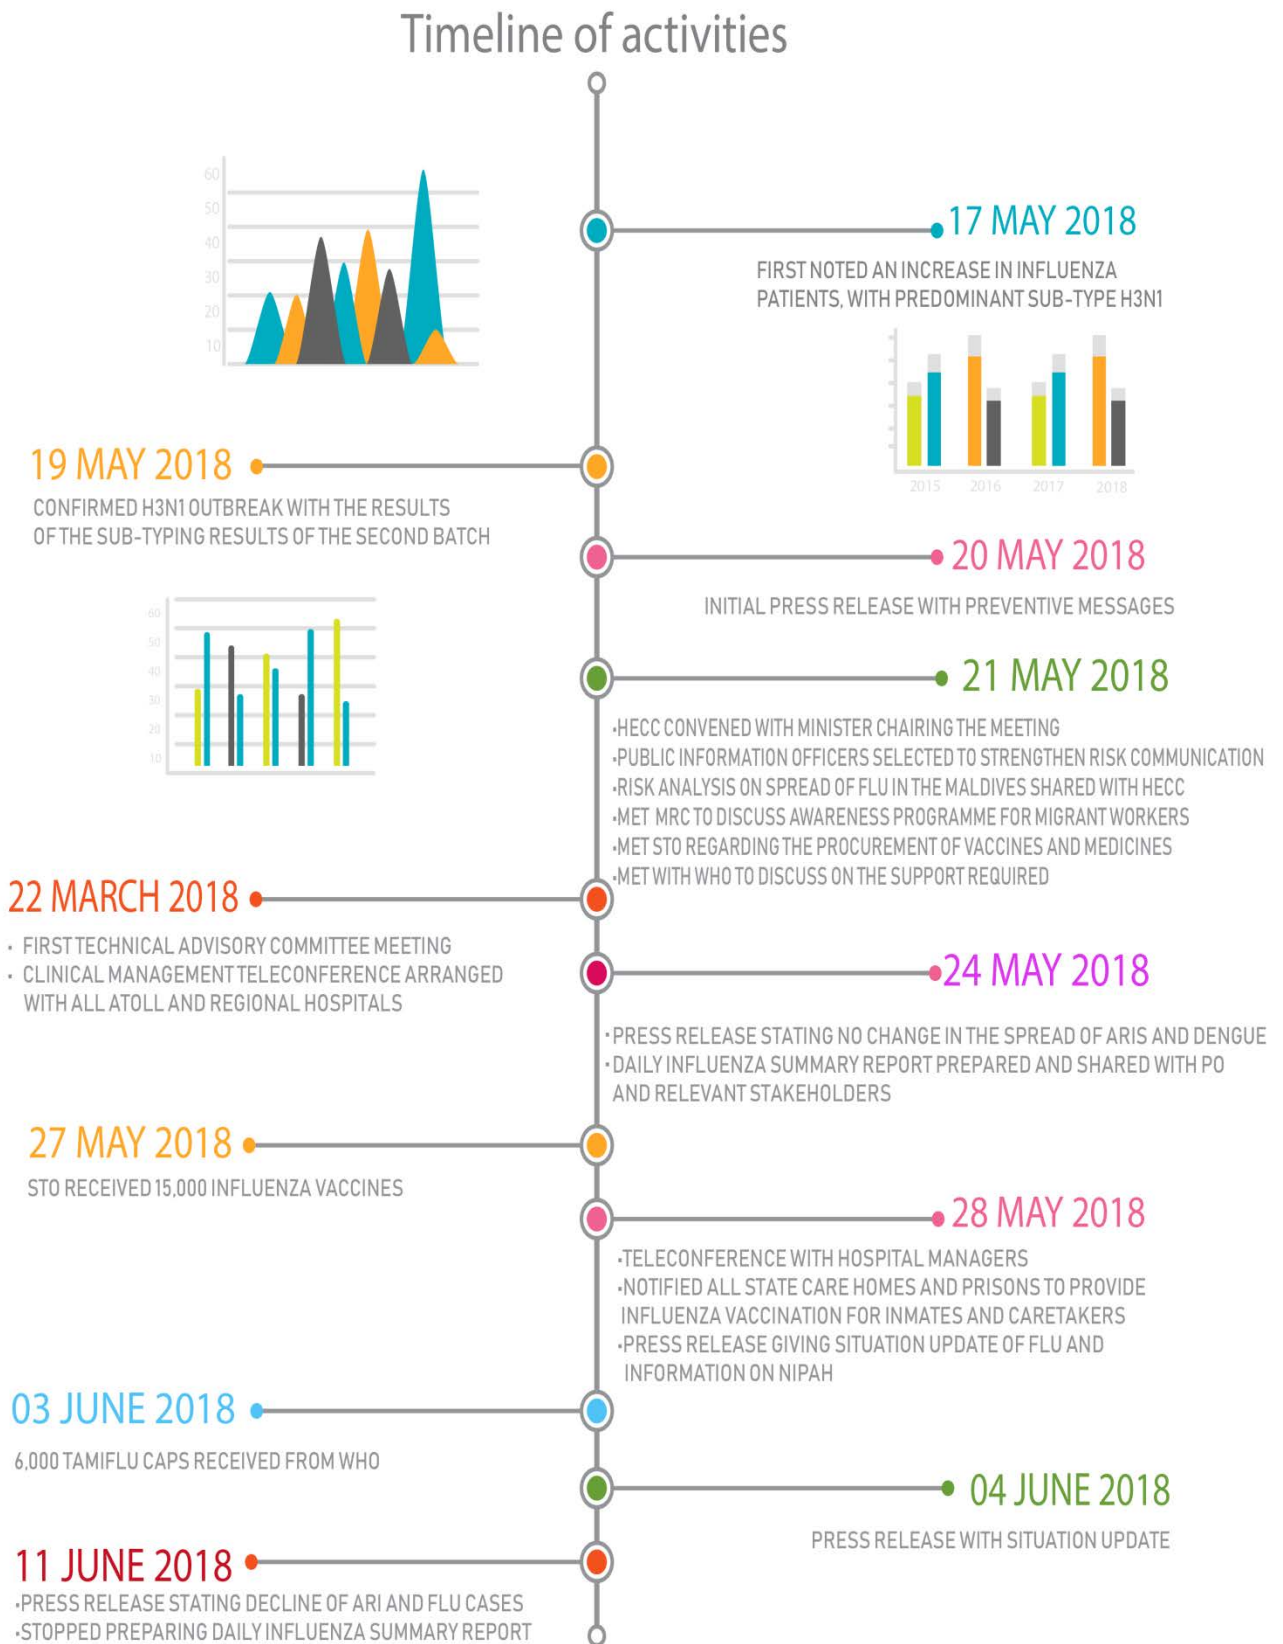 Timeline of activities
60
50
40
30
20
10
17 MAY 2018
FIRST NOTED AN INCREASE IN INFLUENZA
PATIENTS, WITH PREDOMINANT SUB-TYPE H3N1
2015 2016 2017 2018
19 MAY 2018
CONFIRMED H3N1 OUTBREAK WITH THE RESULTS
OF THE SUB-TYPING RESULTS OF THE SECOND BATCH
20 MAY 2018
INITIAL PRESS RELEASE WITH PREVENTIVE MESSAGES
60
50
40
30
20
10
21 MAY 2018
•HECC CONVENED WITH MINISTER CHAIRING THE MEETING
•PUBLIC INFORMATION OFFICERS SELECTED TO STRENGTHEN RISK COMMUNICATION
•RISK ANALYSIS ON SPREAD OF FLU IN THE MALDIVES SHARED WITH HECC
•MET MRC TO DISCUSS AWARENESS PROGRAMME FOR MIGRANT WORKERS
•MET STO REGARDING THE PROCUREMENT OF VACCINES AND MEDICINES
•MET WITH WHO TO DISCUSS ON THE SUPPORT REQUIRED
22 MARCH 2018
• FIRST TECHNICAL ADVISORY COMMITTEE MEETING
• CLINICAL MANAGEMENT TELECONFERENCE ARRANGED
WITH ALL ATOLL AND REGIONAL HOSPITALS
24 MAY 2018
•PRESS RELEASE STATING NO CHANGE IN THE SPREAD OF ARIS AND DENGUE
•DAILY INFLUENZA SUMMARY REPORT PREPARED AND SHARED WITH PO
AND RELEVANT STAKEHOLDERS
27 MAY 2018
STO RECEIVED 15,000 INFLUENZA VACCINES
28 MAY 2018
•TELECONFERENCE WITH HOSPITAL MANAGERS
•NOTIFIED ALL STATE CARE HOMES AND PRISONS TO PROVIDE
INFLUENZA VACCINATION FOR INMATES AND CARETAKERS
•PRESS RELEASE GIVING SITUATION UPDATE OF FLU AND
INFORMATION ON NIPAH
03 JUNE 2018
6,000 TAMIFLU CAPS RECEIVED FROM WHO
04 JUNE 2018
PRESS RELEASE WITH SITUATION UPDATE
11 JUNE 2018
•PRESS RELEASE STATING DECLINE OF ARI AND FLU CASES
•STOPPED PREPARING DAILY INFLUENZA SUMMARY REPORT